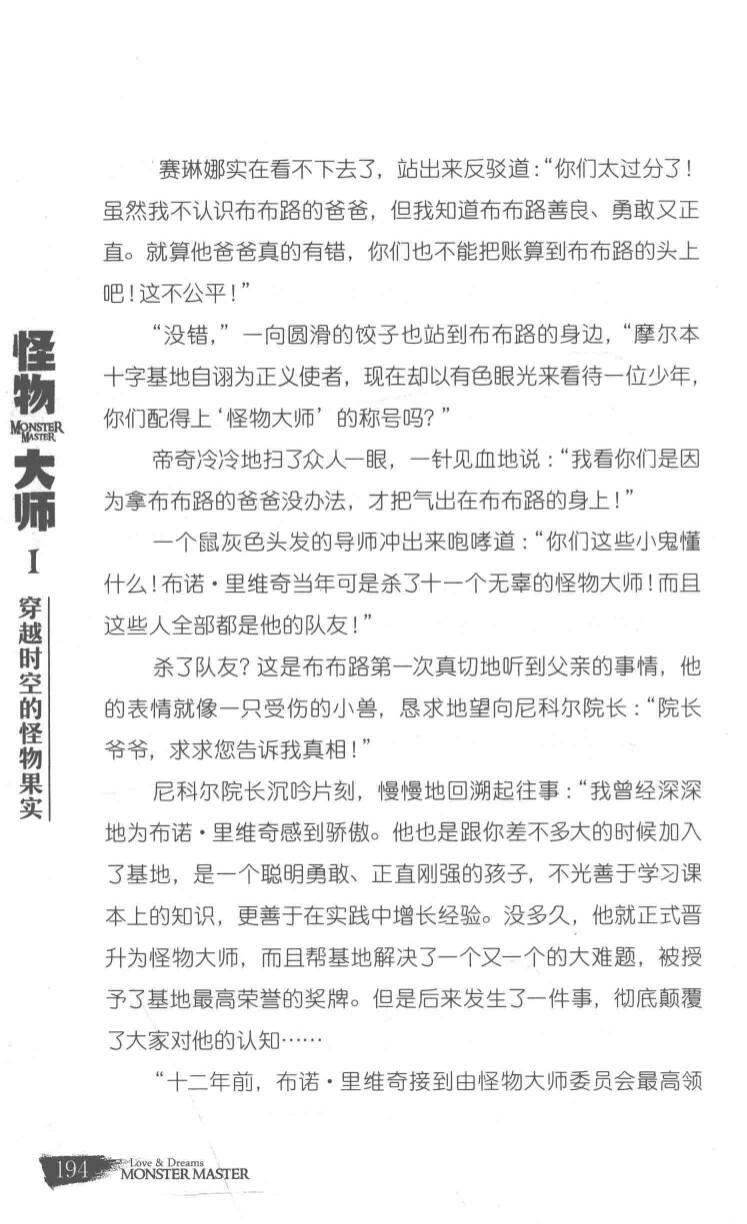 赛琳娜实在看不下去了，站出来反驳道：“你们太过分了！
虽然我不认识布布路的爸爸，但我知道布布路善良、勇敢又正
直。就算他爸爸真的有错，你们也不能把账算到布布路的头上
吧！这不公平！”
“没错，”一向圆滑的饺子也站到布布路的身边，“摩尔本
十字基地自诩为正义使者，现在却以有色眼光来看待一位少年，
你们配得上‘怪物大师’的称号吗？”
帝奇冷冷地扫了众人一眼，一针见血地说：“我看你们是因
为拿布布路的爸爸没办法，才把气出在布布路的身上！”
一个鼠灰色头发的导师冲出来咆哮道：“你们这些小鬼懂
什么！布诺·里维奇当年可是杀了十一个无辜的怪物大师！而且
这些人全部都是他的队友！”
杀了队友？这是布布路第一次真切地听到父亲的事情，他
的表情就像一只受伤的小兽，恳求地望向尼科尔院长：“院长
爷爷，求求您告诉我真相！”
尼科尔院长沉吟片刻，慢慢地回溯起往事：“我曾经深深
地为布诺·里维奇感到骄傲。他也是跟你差不多大的时候加入
了基地，是一个聪明勇敢、正直刚强的孩子，不光善于学习课
本上的知识，更善于在实践中增长经验。没多久，他就正式晋
升为怪物大师，而且帮基地解决了一个又一个的大难题，被授
予了基地最高荣誉的奖牌。但是后来发生了一件事，彻底颠覆
了大家对他的认知……
“十二年前，布诺·里维奇接到由怪物大师委员会最高领
怪物
MONSTER
MASTER
大师
I
穿越时空的怪物果实
194
Love & Dreams
MONSTER MASTER